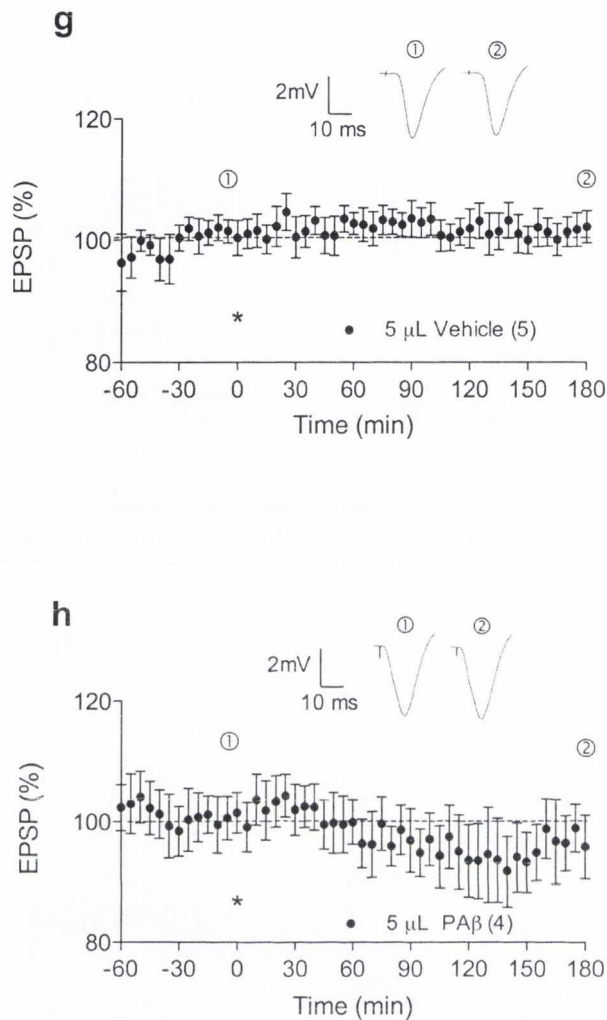 g
① ②
2mV
10 ms
120
① ②
100
EPSP (%)
*
● 5 μL Vehicle (5)
80
-60 -30 0 30 60 90 120 150 180
Time (min)
h
① ②
2mV
10 ms
120
① ②
100
EPSP (%)
*
● 5 μL PAβ (4)
80
-60 -30 0 30 60 90 120 150 180
Time (min)